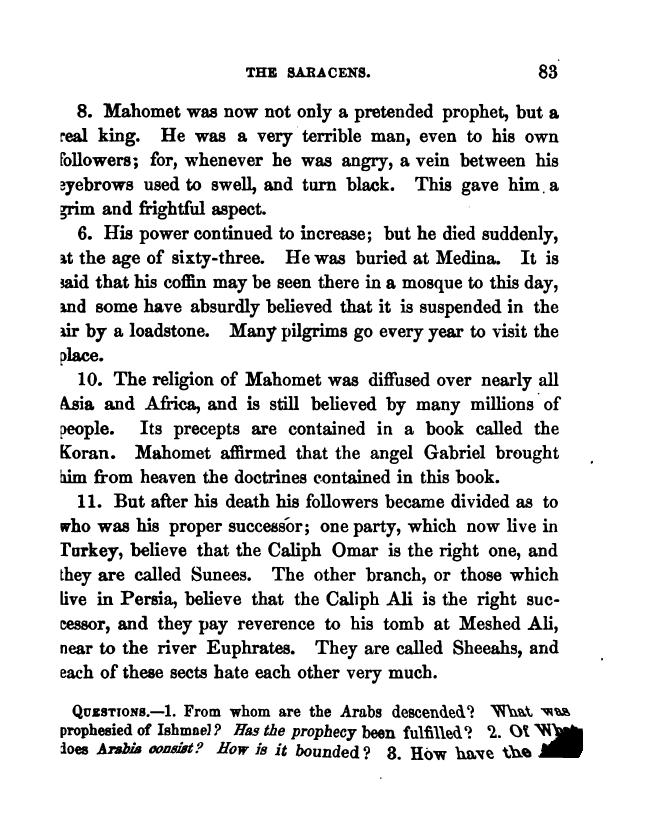 THE SARACENS. 83
8. Mahomet was now not only a pretended prophet, but a
real king. He was a very terrible man, even to his own
followers; for, whenever he was angry, a vein between his
eyebrows used to swell, and turn black. This gave him a
grim and frightful aspect.
6. His power continued to increase; but he died suddenly,
at the age of sixty-three. He was buried at Medina. It is
said that his coffin may be seen there in a mosque to this day,
and some have absurdly believed that it is suspended in the
air by a loadstone. Many pilgrims go every year to visit the
place.
10. The religion of Mahomet was diffused over nearly all
Asia and Africa, and is still believed by many millions of
people. Its precepts are contained in a book called the
Koran. Mahomet affirmed that the angel Gabriel brought
him from heaven the doctrines contained in this book.
11. But after his death his followers became divided as to
who was his proper successor; one party, which now live in
Turkey, believe that the Caliph Omar is the right one, and
they are called Sunees. The other branch, or those which
live in Persia, believe that the Caliph Ali is the right suc-
cessor, and they pay reverence to his tomb at Meshed Ali,
near to the river Euphrates. They are called Sheeahs, and
each of these sects hate each other very much.
QUESTIONS.—1. From whom are the Arabs descended? What was
prophesied of Ishmael? Has the prophecy been fulfilled? 2. Of What
does Arabia consist? How is it bounded? 3. How have the